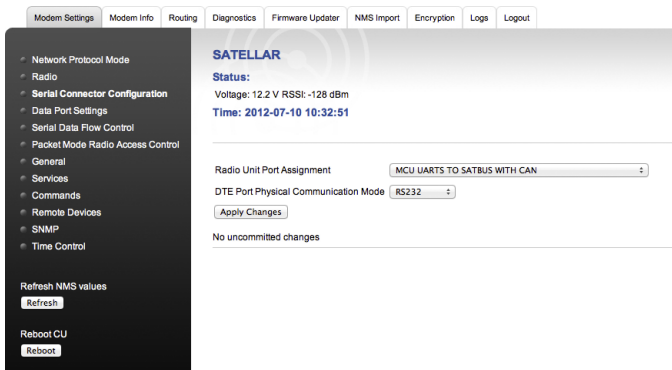 Modem Settings Modem Info Routing Diagnostics Firmware Updater NMS Import Encryption Logs Logout
Network Protocol Mode
Radio
Serial Connector Configuration
Data Port Settings
Serial Data Flow Control
Packet Mode Radio Access Control
General
Services
Commands
Remote Devices
SNMP
Time Control
Refresh NMS values
Refresh
Reboot CU
Reboot
SATELLAR
Status:
Voltage: 12.2 V RSSI: -128 dBm
Time: 2012-07-10 10:32:51
Radio Unit Port Assignment MCU UARTS TO SATBUS WITH CAN
DTE Port Physical Communication Mode RS232
Apply Changes
No uncommitted changes